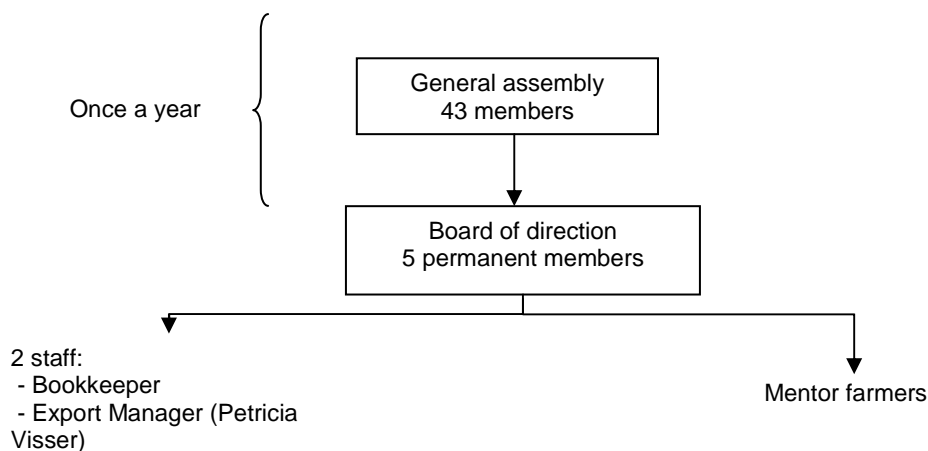 General assembly
43 members
Once a year
Board of direction
5 permanent members
2 staff:
- Bookkeeper
- Export Manager (Petricia
Visser)
Mentor farmers